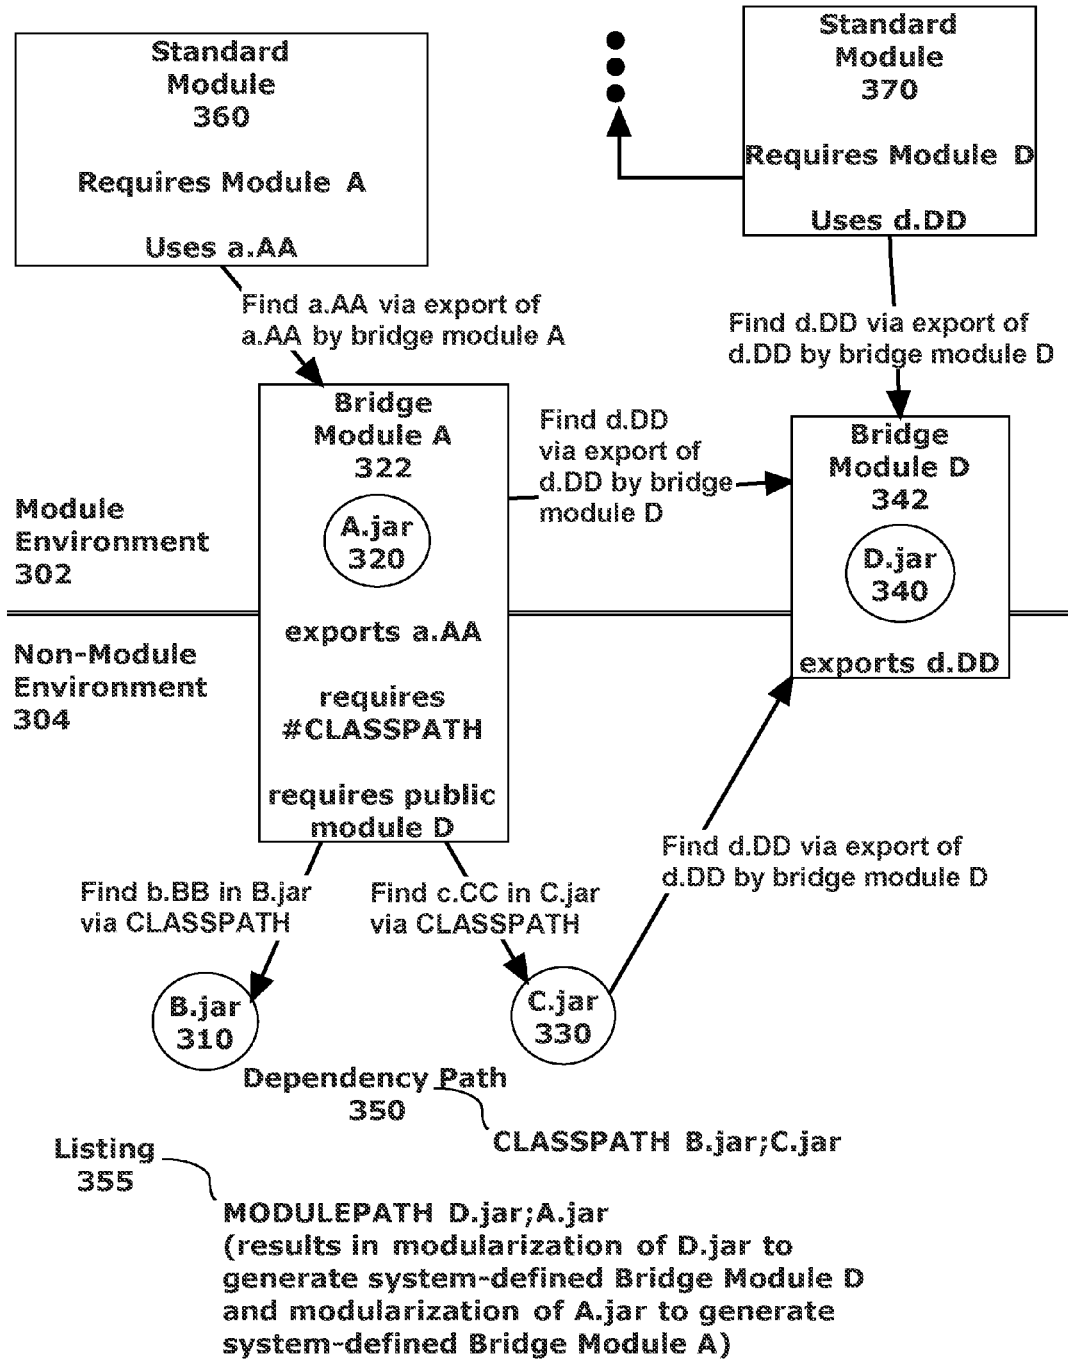 Standard
Module
360
Requires Module A
Uses a.AA
Standard
Module
370
Requires Module D
Uses d.DD
Find a.AA via export of
a.AA by bridge module A
Find d.DD via export of
d.DD by bridge module D
Bridge
Module A
322
A.jar
320
exports a.AA
requires
#CLASSPATH
requires public
module D
Find d.DD
via export of
d.DD by bridge
module D
Bridge
Module D
342
D.jar
340
exports d.DD
Module
Environment
302
Non-Module
Environment
304
Find b.BB in B.jar
via CLASSPATH
Find c.CC in C.jar
via CLASSPATH
Find d.DD via export of
d.DD by bridge module D
B.jar
310
C.jar
330
Dependency Path
350
CLASSPATH B.jar;C.jar
Listing
355
MODULEPATH D.jar;A.jar
(results in modularization of D.jar to
generate system-defined Bridge Module D
and modularization of A.jar to generate
system-defined Bridge Module A)